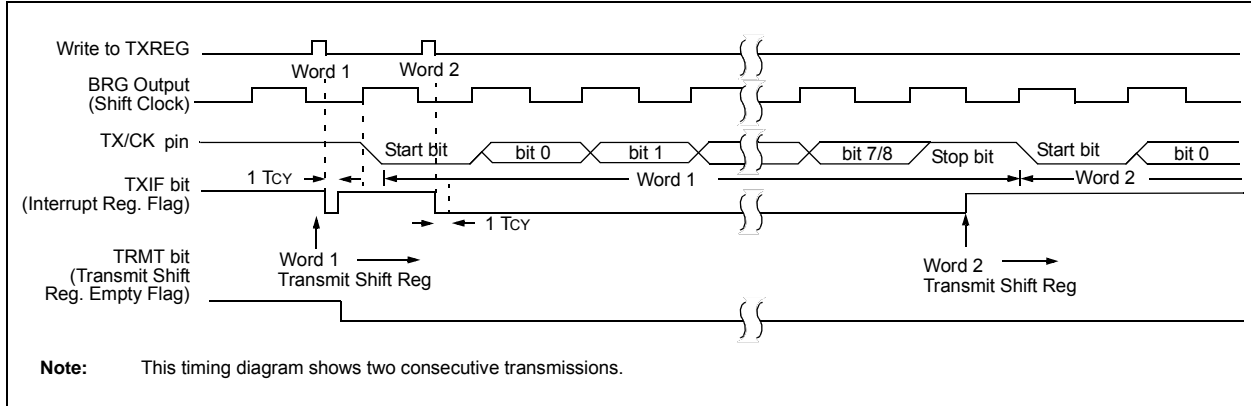 Write to TXREG
Word 1
Word 2
BRG Output
(Shift Clock)
TX/CK pin
Start bit
bit 0
bit 1
bit 7/8
Stop bit
Start bit
bit 0
1 TCY
Word 1
Word 2
TXIF bit
(Interrupt Reg. Flag)
1 TCY
Word 1
Transmit Shift Reg
Word 2
Transmit Shift Reg
TRMT bit
(Transmit Shift
Reg. Empty Flag)
Note: This timing diagram shows two consecutive transmissions.